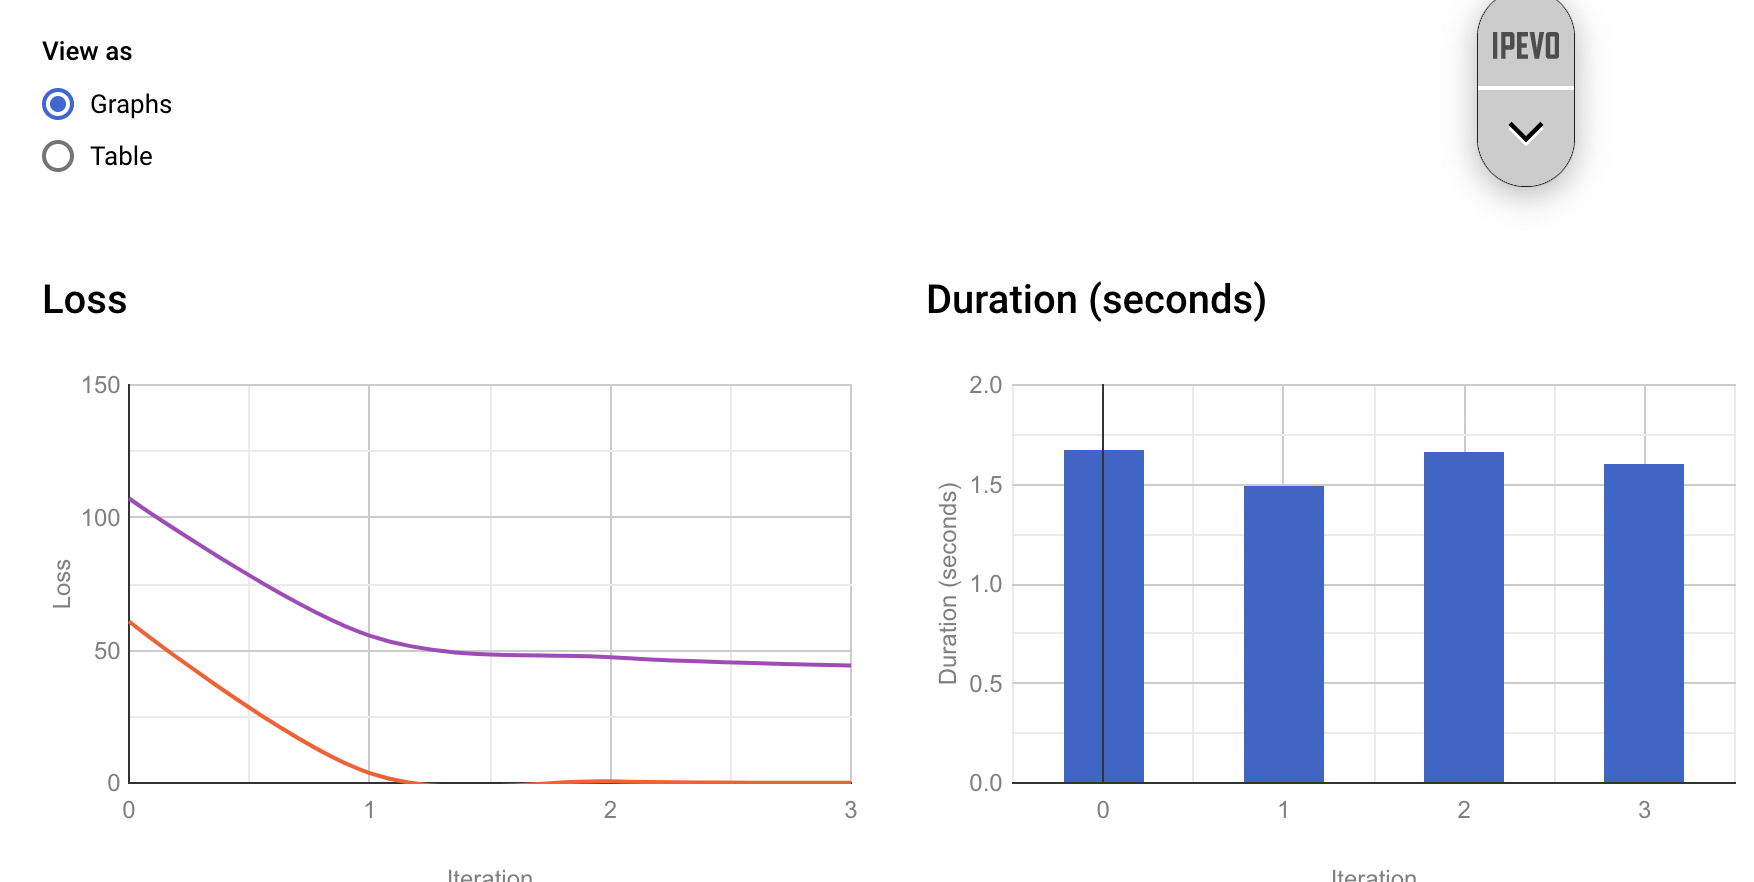 View as
Graphs
Table
IPEVO
Loss
150
100
50
0
Loss
0 1 2 3
Iteration
Duration (seconds)
2.0
1.5
1.0
0.5
0.0
Duration (seconds)
0 1 2 3
Iteration